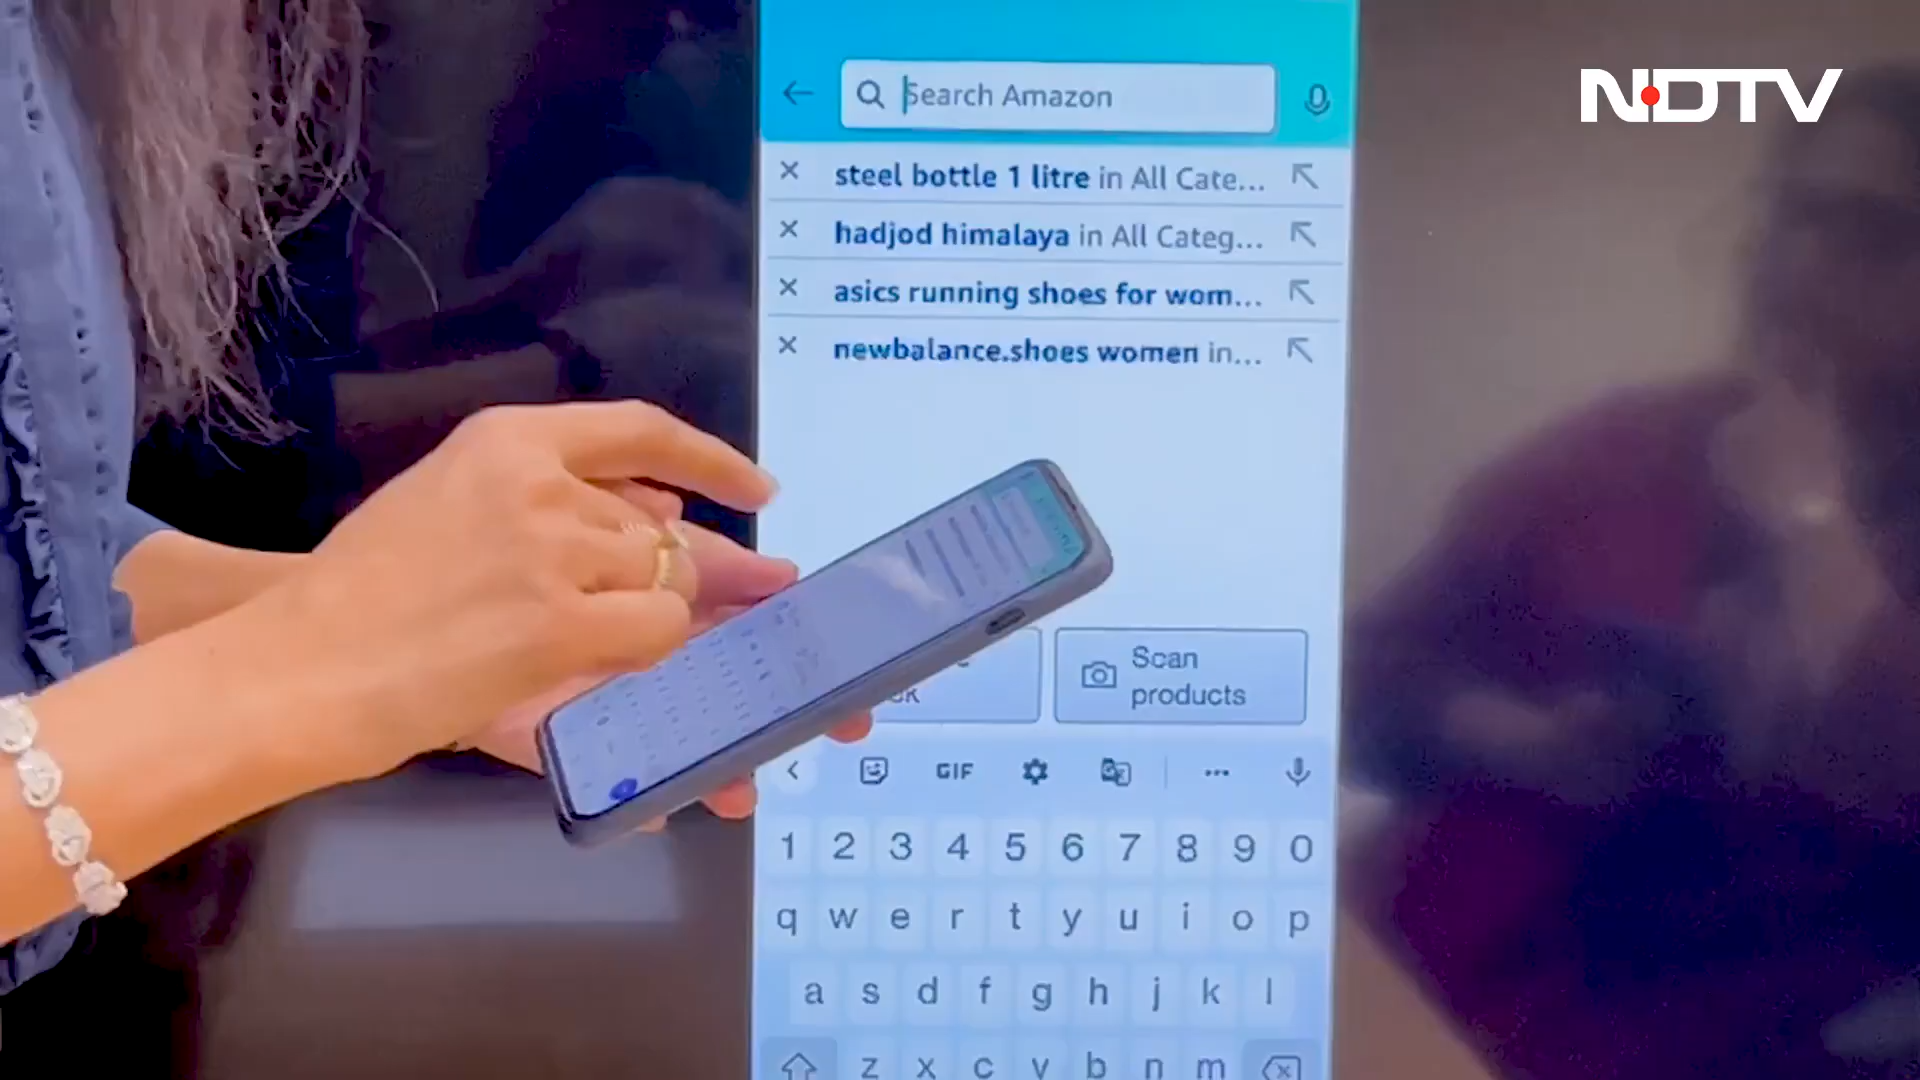 NDTV
Search Amazon
steel bottle 1 litre in All Cate...
hadjod himalaya in All Categ...
asics running shoes for wom...
newbalance.shoes women in...
Scan
products
GIF
1 2 3 4 5 6 7 8 9 0
q w e r t y u i o p
a s d f g h j k l
z x c v b n m